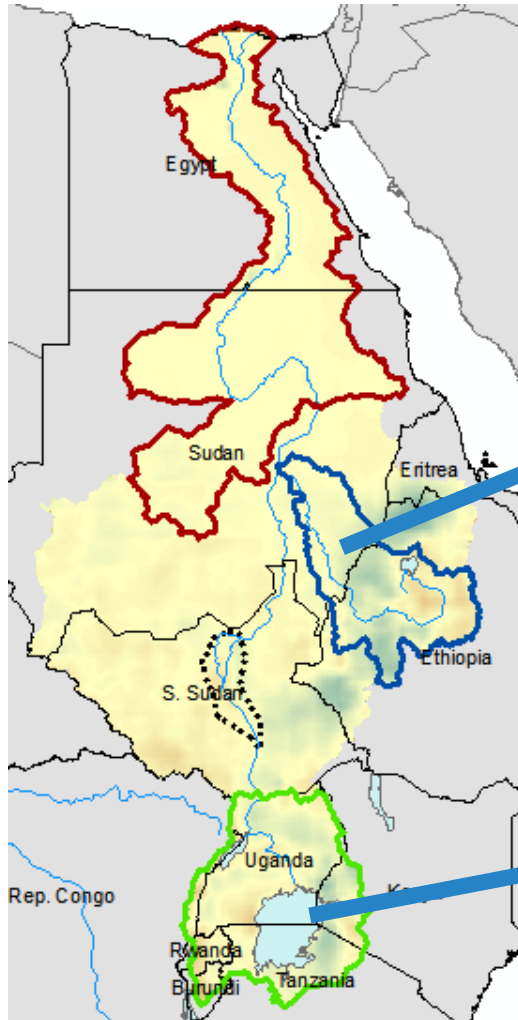 Egypt
Sudan
Eritrea
Ethiopia
S. Sudan
Uganda
Rep. Congo
Rwanda
Burundi
Tanzania